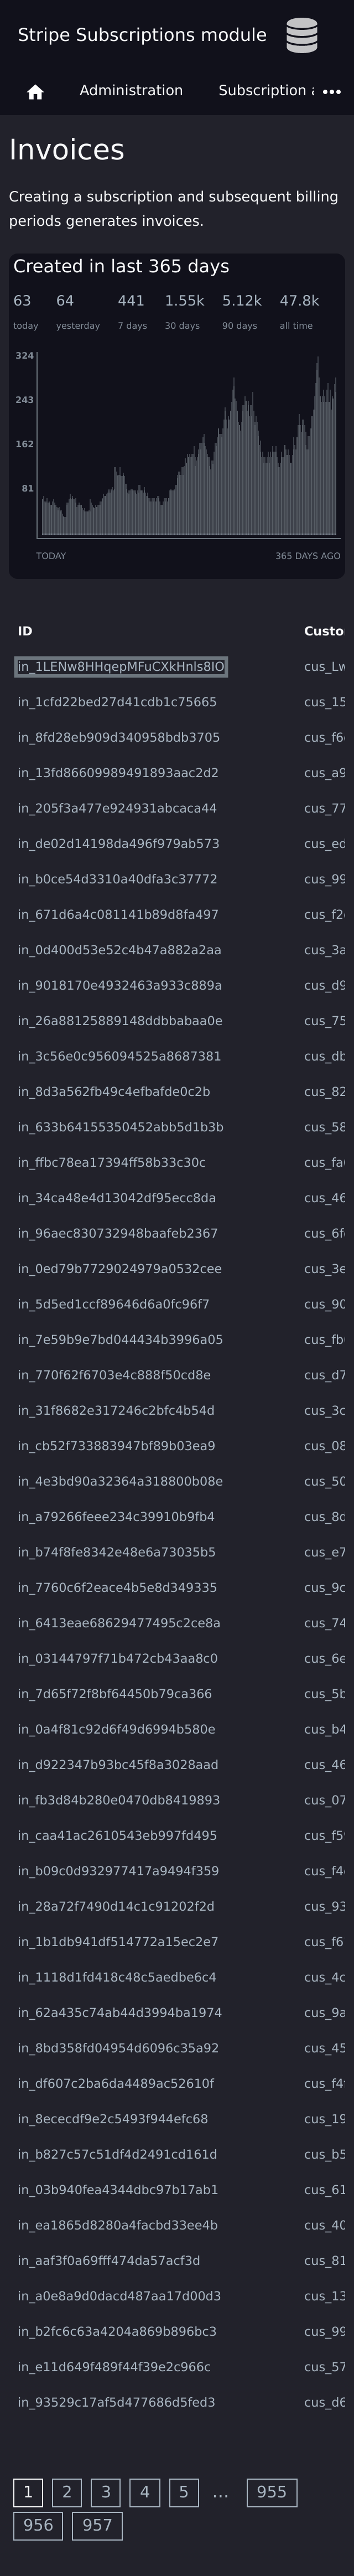 Stripe Subscriptions module
Administration Subscription a
Invoices
Creating a subscription and subsequent billing
periods generates invoices.
Created in last 365 days
63 64 441 1.55k 5.12k 47.8k
today yesterday 7 days 30 days 90 days all time
324
243
162
81
TODAY 365 DAYS AGO
ID Custo
in_1LENw8HHqepMFuCXkHnls8IO cus_Lw
in_1cfd22bed27d41cdb1c75665 cus_15
in_8fd28eb909d340958bdb3705 cus_f6
in_13fd86609989491893aac2d2 cus_a9
in_205f3a477e924931abcaca44 cus_77
in_de02d14198da496f979ab573 cus_ed
in_b0ce54d3310a40dfa3c37772 cus_99
in_671d6a4c081141b89d8fa497 cus_f2
in_0d400d53e52c4b47a882a2aa cus_3a
in_9018170e4932463a933c889a cus_d9
in_26a88125889148ddbbabaa0e cus_75
in_3c56e0c956094525a8687381 cus_db
in_8d3a562fb49c4efbafde0c2b cus_82
in_633b64155350452abb5d1b3b cus_58
in_ffbc78ea17394ff58b33c30c cus_fa
in_34ca48e4d13042df95ecc8da cus_46
in_96aec830732948baafeb2367 cus_6f
in_0ed79b7729024979a0532cee cus_3e
in_5d5ed1ccf89646d6a0fc96f7 cus_90
in_7e59b9e7bd044434b3996a05 cus_fb
in_770f62f6703e4c888f50cd8e cus_d7
in_31f8682e317246c2bfc4b54d cus_3c
in_cb52f733883947bf89b03ea9 cus_08
in_4e3bd90a32364a318800b08e cus_50
in_a79266feee234c39910b9fb4 cus_8d
in_b74f8fe8342e48e6a73035b5 cus_e7
in_7760c6f2eace4b5e8d349335 cus_9c
in_6413eae68629477495c2ce8a cus_74
in_03144797f71b472cb43aa8c0 cus_6e
in_7d65f72f8bf64450b79ca366 cus_5b
in_0a4f81c92d6f49d6994b580e cus_b4
in_d922347b93bc45f8a3028aad cus_46
in_fb3d84b280e0470db8419893 cus_07
in_caa41ac2610543eb997fd495 cus_f5
in_b09c0d932977417a9494f359 cus_f4
in_28a72f7490d14c1c91202f2d cus_93
in_1b1db941df514772a15ec2e7 cus_f6
in_1118d1fd418c48c5aedbe6c4 cus_4c
in_62a435c74ab44d3994ba1974 cus_9a
in_8bd358fd04954d6096c35a92 cus_45
in_df607c2ba6da4489ac52610f cus_f4
in_8ececdf9e2c5493f944efc68 cus_19
in_b827c57c51df4d2491cd161d cus_b5
in_03b940fea4344dbc97b17ab1 cus_61
in_ea1865d8280a4facbd33ee4b cus_40
in_aaf3f0a69fff474da57acf3d cus_81
in_a0e8a9d0dacd487aa17d00d3 cus_13
in_b2fc6c63a4204a869b896bc3 cus_99
in_e11d649f489f44f39e2c966c cus_57
in_93529c17af5d477686d5fed3 cus_d6
1 2 3 4 5 … 955
956 957